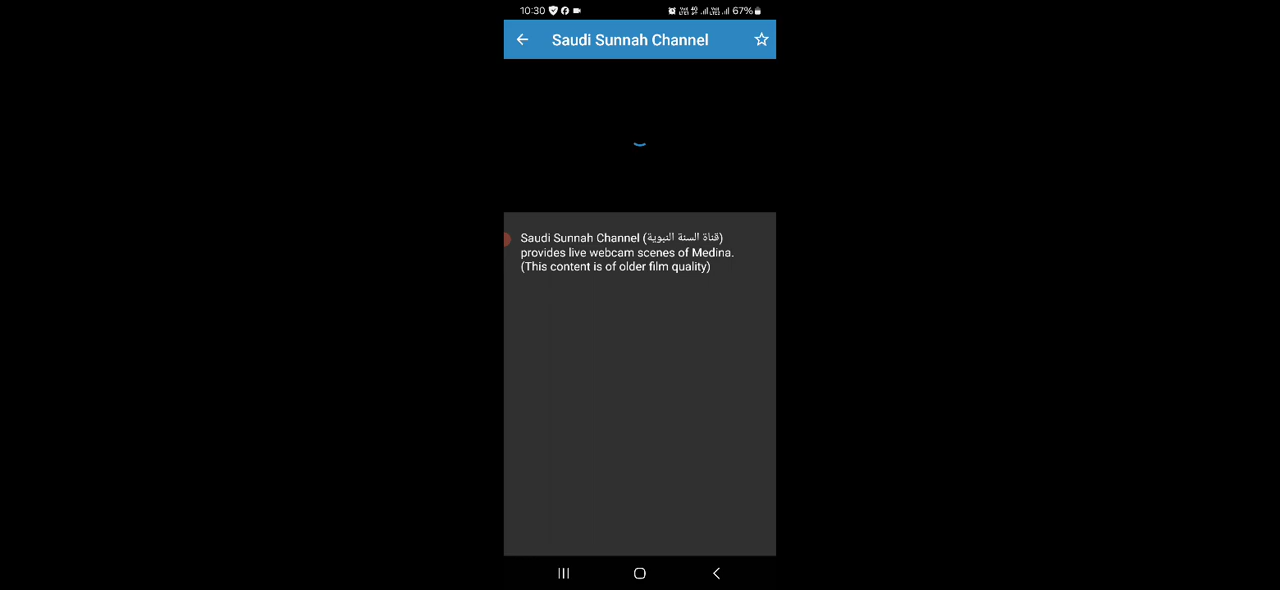 10:30 67%
Saudi Sunnah Channel
Saudi Sunnah Channel (قناة السنة النبوية)
provides live webcam scenes of Medina.
(This content is of older film quality)